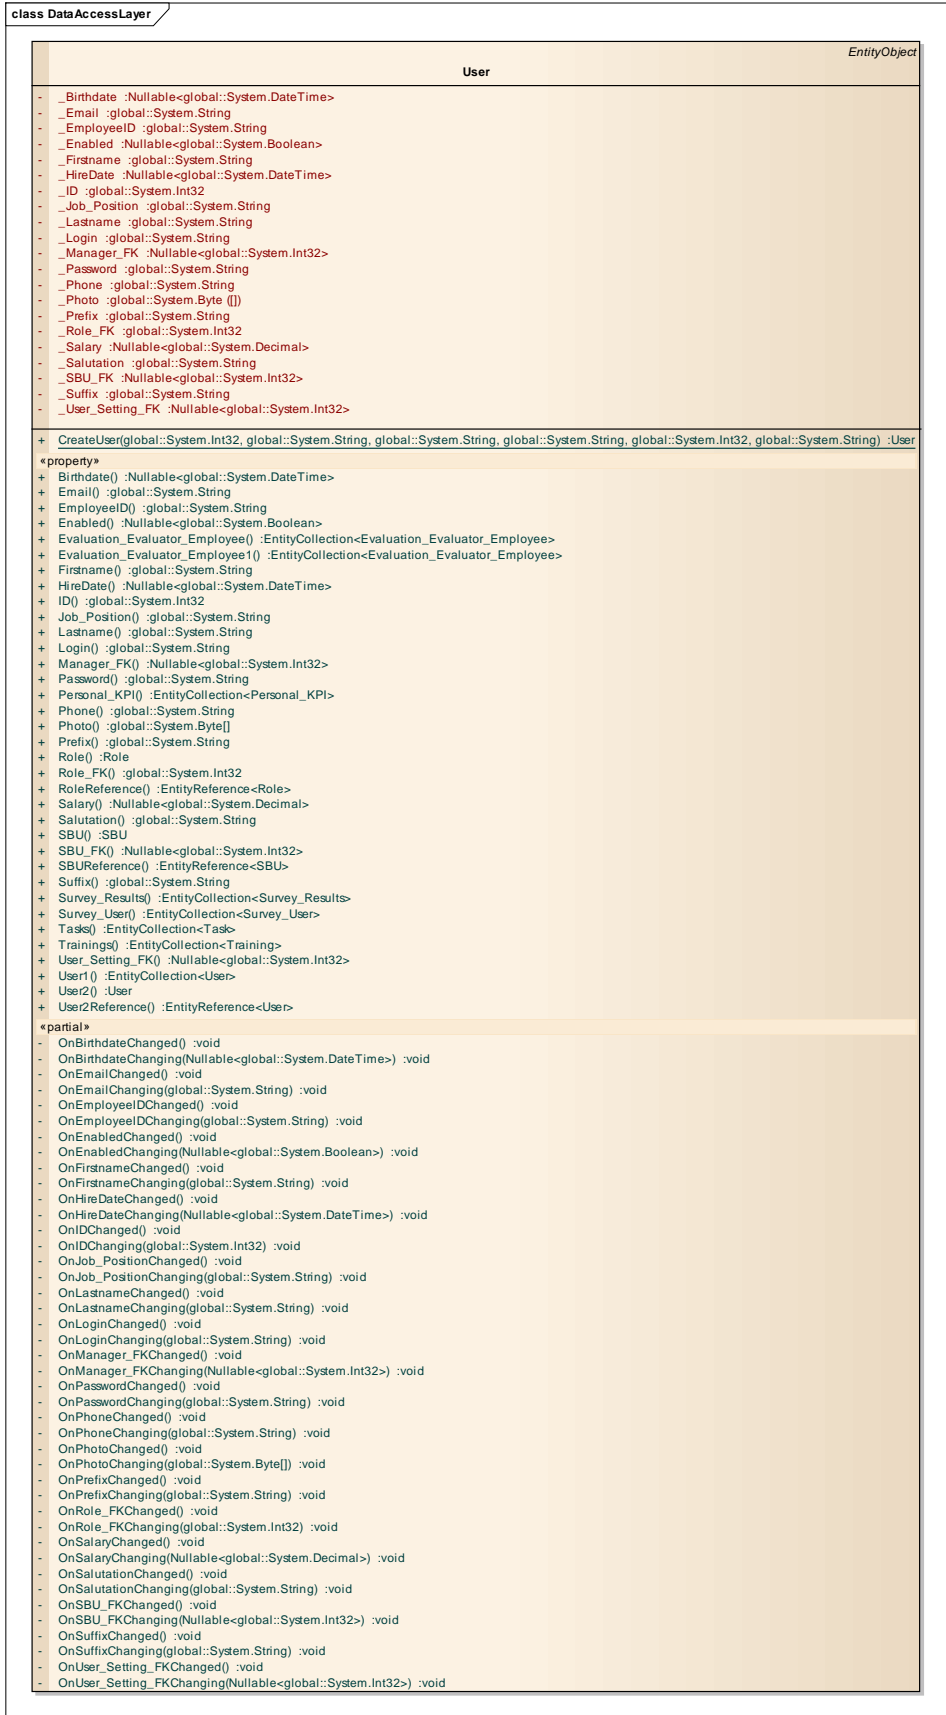 class DataAccessLayer
EntityObject
User
- _Birthdate :Nullable<global::System.DateTime>
- _Email :global::System.String
- _EmployeeID :global::System.String
- _Enabled :Nullable<global::System.Boolean>
- _Firstname :global::System.String
- _HireDate :Nullable<global::System.DateTime>
- _ID :global::System.Int32
- _Job_Position :global::System.String
- _Lastname :global::System.String
- _Login :global::System.String
- _Manager_FK :Nullable<global::System.Int32>
- _Password :global::System.String
- _Phone :global::System.String
- _Photo :global::System.Byte ([])
- _Prefix :global::System.String
- _Role_FK :global::System.Int32
- _Salary :Nullable<global::System.Decimal>
- _Salutation :global::System.String
- _SBU_FK :Nullable<global::System.Int32>
- _Suffix :global::System.String
- _User_Setting_FK :Nullable<global::System.Int32>
+ CreateUser(global::System.Int32, global::System.String, global::System.String, global::System.String, global::System.Int32, global::System.String) :User
«property»
+ Birthdate() :Nullable<global::System.DateTime>
+ Email() :global::System.String
+ EmployeeID() :global::System.String
+ Enabled() :Nullable<global::System.Boolean>
+ Evaluation_Evaluator_Employee() :EntityCollection<Evaluation_Evaluator_Employee>
+ Evaluation_Evaluator_Employee1() :EntityCollection<Evaluation_Evaluator_Employee>
+ Firstname() :global::System.String
+ HireDate() :Nullable<global::System.DateTime>
+ ID() :global::System.Int32
+ Job_Position() :global::System.String
+ Lastname() :global::System.String
+ Login() :global::System.String
+ Manager_FK() :Nullable<global::System.Int32>
+ Password() :global::System.String
+ Personal_KPI() :EntityCollection<Personal_KPI>
+ Phone() :global::System.String
+ Photo() :global::System.Byte[]
+ Prefix() :global::System.String
+ Role() :Role
+ Role_FK() :global::System.Int32
+ RoleReference() :EntityReference<Role>
+ Salary() :Nullable<global::System.Decimal>
+ Salutation() :global::System.String
+ SBU() :SBU
+ SBU_FK() :Nullable<global::System.Int32>
+ SBUReference() :EntityReference<SBU>
+ Suffix() :global::System.String
+ Survey_Results() :EntityCollection<Survey_Results>
+ Survey_User() :EntityCollection<Survey_User>
+ Tasks() :EntityCollection<Task>
+ Trainings() :EntityCollection<Training>
+ User_Setting_FK() :Nullable<global::System.Int32>
+ User1() :EntityCollection<User>
+ User2() :User
+ User2Reference() :EntityReference<User>
«partial»
- OnBirthdateChanged() :void
- OnBirthdateChanging(Nullable<global::System.DateTime>) :void
- OnEmailChanged() :void
- OnEmailChanging(global::System.String) :void
- OnEmployeeIDChanged() :void
- OnEmployeeIDChanging(global::System.String) :void
- OnEnabledChanged() :void
- OnEnabledChanging(Nullable<global::System.Boolean>) :void
- OnFirstnameChanged() :void
- OnFirstnameChanging(global::System.String) :void
- OnHireDateChanged() :void
- OnHireDateChanging(Nullable<global::System.DateTime>) :void
- OnIDChanged() :void
- OnIDChanging(global::System.Int32) :void
- OnJob_PositionChanged() :void
- OnJob_PositionChanging(global::System.String) :void
- OnLastnameChanged() :void
- OnLastnameChanging(global::System.String) :void
- OnLoginChanged() :void
- OnLoginChanging(global::System.String) :void
- OnManager_FKChanged() :void
- OnManager_FKChanging(Nullable<global::System.Int32>) :void
- OnPasswordChanged() :void
- OnPasswordChanging(global::System.String) :void
- OnPhoneChanged() :void
- OnPhoneChanging(global::System.String) :void
- OnPhotoChanged() :void
- OnPhotoChanging(global::System.Byte[]) :void
- OnPrefixChanged() :void
- OnPrefixChanging(global::System.String) :void
- OnRole_FKChanged() :void
- OnRole_FKChanging(global::System.Int32) :void
- OnSalaryChanged() :void
- OnSalaryChanging(Nullable<global::System.Decimal>) :void
- OnSalutationChanged() :void
- OnSalutationChanging(global::System.String) :void
- OnSBU_FKChanged() :void
- OnSBU_FKChanging(Nullable<global::System.Int32>) :void
- OnSuffixChanged() :void
- OnSuffixChanging(global::System.String) :void
- OnUser_Setting_FKChanged() :void
- OnUser_Setting_FKChanging(Nullable<global::System.Int32>) :void